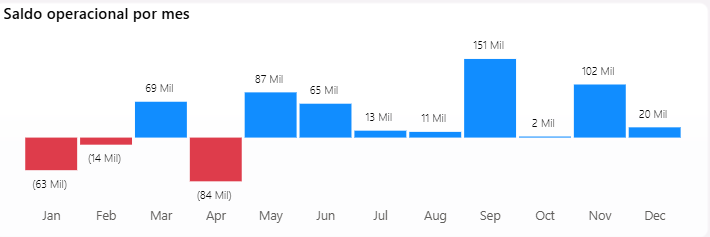 Saldo operacional por mes
151 Mil
102 Mil
87 Mil
69 Mil
65 Mil
20 Mil
13 Mil
11 Mil
2 Mil
(14 Mil)
(63 Mil)
(84 Mil)
Jan Feb Mar Apr May Jun Jul Aug Sep Oct Nov Dec